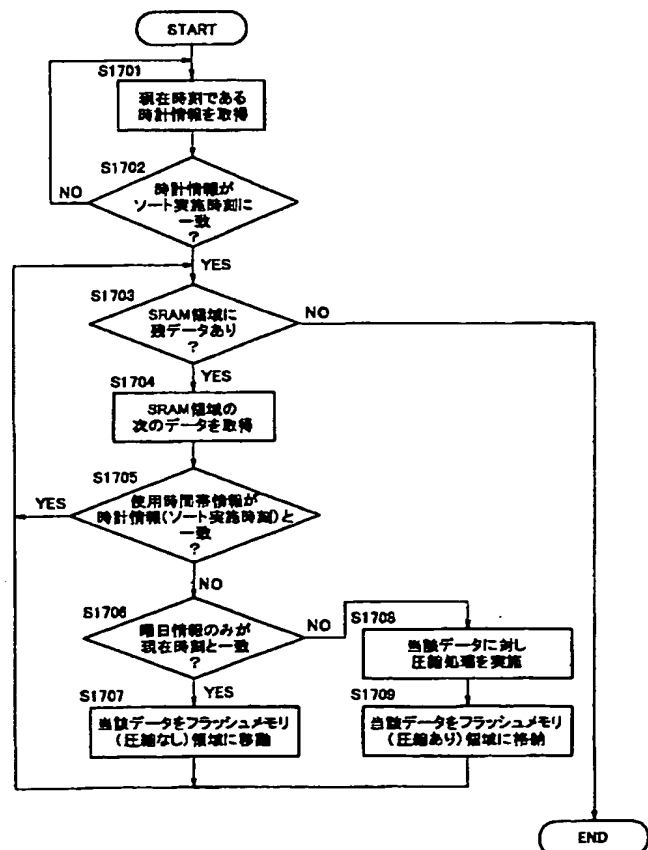 START
S1701
現在時刻である
時計情報を取得
S1702
NO
時計情報が
ソート実施時刻に
一致
?
YES
S1703
SRAM領域に
残データあり
?
NO
YES
S1704
SRAM領域の
次のデータを取得
S1705
YES
使用時間帯情報が
時計情報(ソート実施時刻)と
一致
?
NO
S1706
曜日情報のみが
現在時刻と一致
?
NO
YES
S1708
当該データに対し
圧縮処理を実施
S1707
当該データをフラッシュメモリ
(圧縮なし)領域に移動
S1709
当該データをフラッシュメモリ
(圧縮あり)領域に格納
END